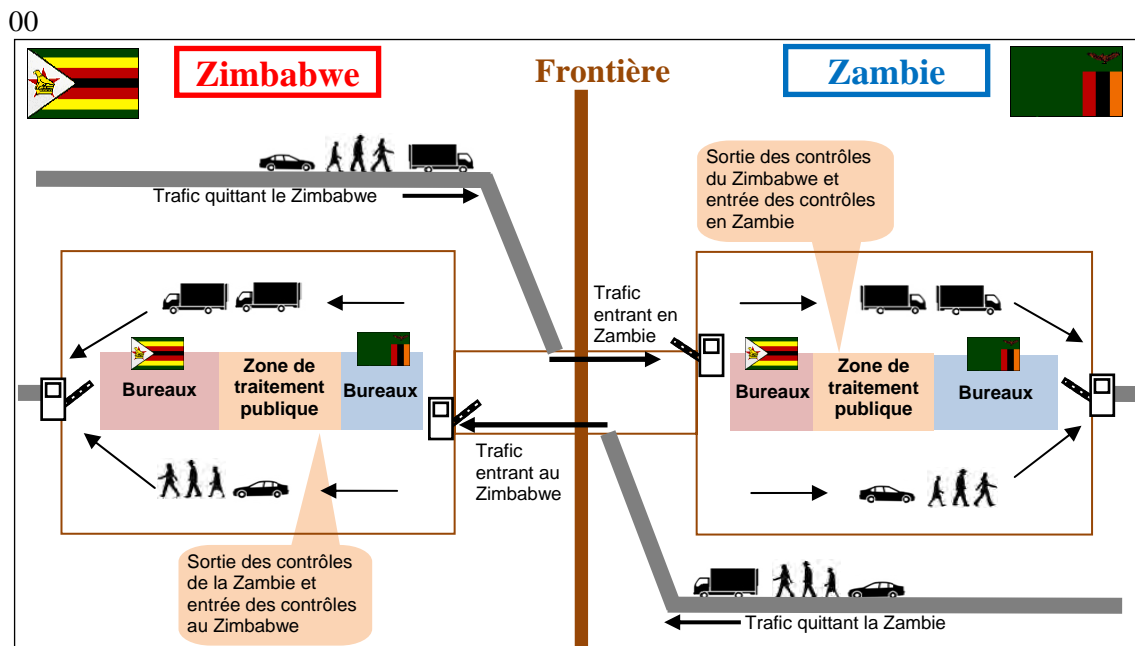 00
Zimbabwe
Frontière
Zambie
Trafic quittant le Zimbabwe
Sortie des contrôles
du Zimbabwe et
entrée des contrôles
en Zambie
Trafic
entrant en
Zambie
Bureaux
Zone de
traitement
publique
Bureaux
Bureaux
Zone de
traitement
publique
Bureaux
Trafic
entrant au
Zimbabwe
Sortie des contrôles
de la Zambie et
entrée des contrôles
au Zimbabwe
Trafic quittant la Zambie